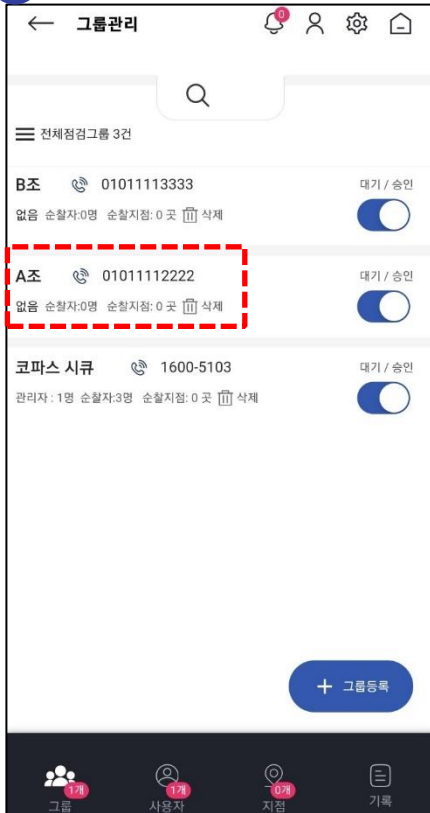 그룹관리 0
전체점검그룹 3건
B조 01011113333 대기 / 승인
없음 순찰자:0명 순찰지점: 0 곳 삭제
A조 01011112222 대기 / 승인
없음 순찰자:0명 순찰지점: 0 곳 삭제
코파스 시큐 1600-5103 대기 / 승인
관리자 : 1명 순찰자:3명 순찰지점: 0 곳 삭제
+ 그룹등록
1개 1개 0개
그룹 사용자 지점 기록